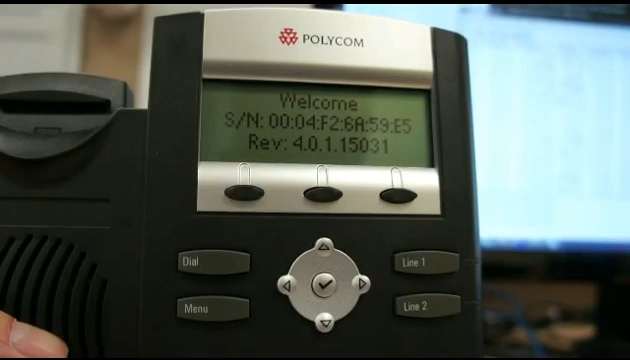 POLYCOM
Welcome
S/N: 00:04:F2:6A:59:E5
Rev: 4.0.1.15031
Dial
Line 1
Menu
Line 2